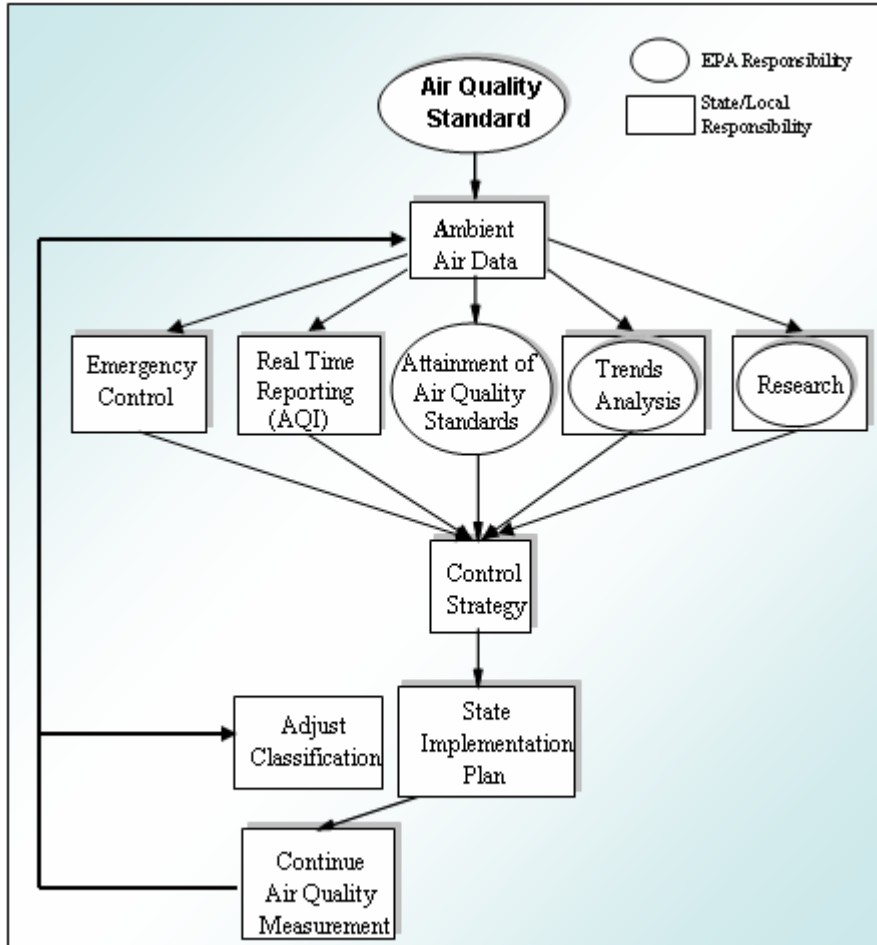 Air Quality
Standard
EPA Responsibility
State/Local
Responsibility
Ambient
Air Data
Emergency
Control
Real Time
Reporting
(AQI)
Attainment of
Air Quality
Standards
Trends
Analysis
Research
Control
Strategy
Adjust
Classification
State
Implementation
Plan
Continue
Air Quality
Measurement